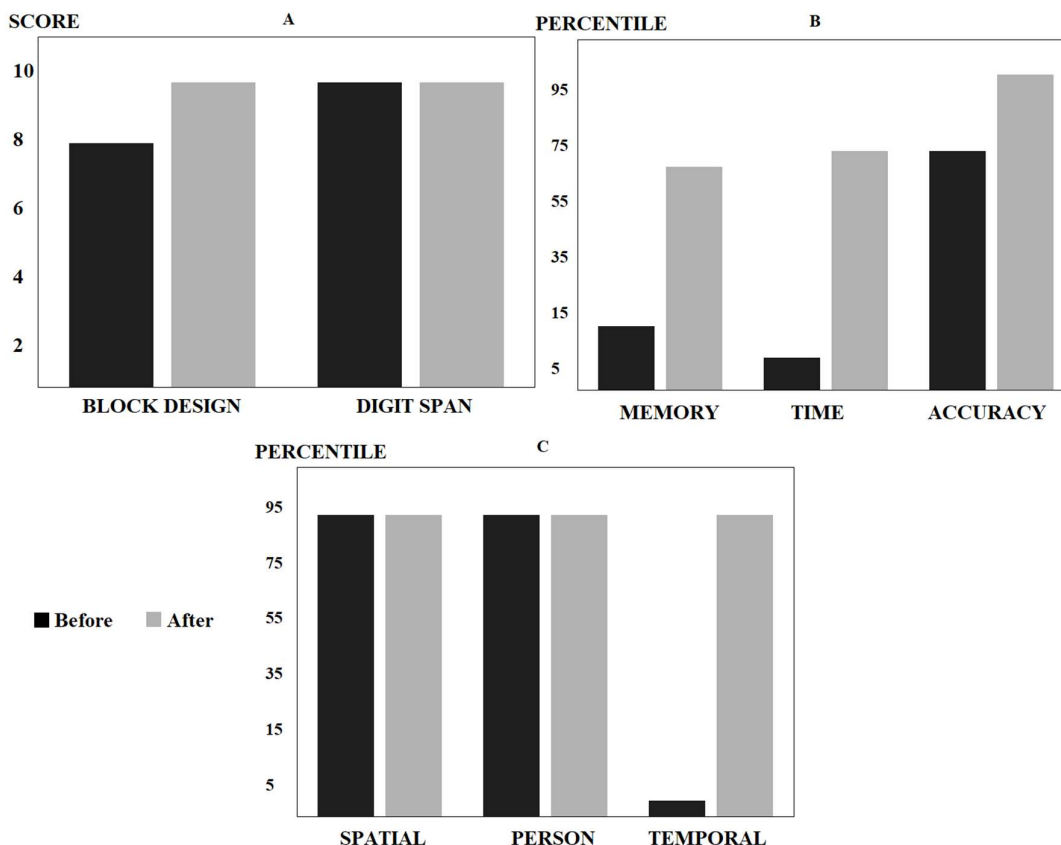 SCORE A
10
8
6
4
2
BLOCK DESIGN DIGIT SPAN
PERCENTILE B
95
75
55
35
15
5
MEMORY TIME ACCURACY
PERCENTILE C
95
75
55
35
15
5
SPATIAL PERSON TEMPORAL
Before After